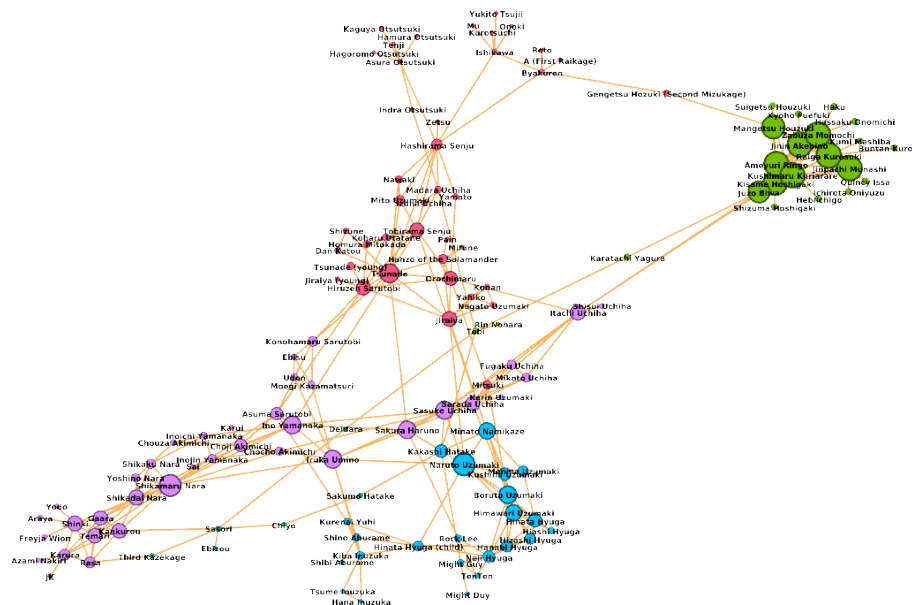 Yukito Tsujii
Mu
Onoki
Kurotsuchi
Ishikawa
Kaguya Otsutsuki
Hamura Otsutsuki
Tenji
Hagoromo Otsutsuki
Asura Otsutsuki
Roto
A (First Raikage)
Byakuren
Gengetsu Hozuki (Second Mizukage)
Indra Otsutsuki
Zetsu
Hashirama Senju
Suigetsu Houzuki
Haku
Kyoho Fuefuki
Hassaku Onomichi
Mangetsu Houzuki
Zabuza Momochi
Kumi Mashiba
Jinin Akebino
Buntan Kuro
Raiga Kurosuki
Ameyuri Ringo
Jinpachi Munashi
Kushimaru Kuriarare
Quincy Issa
Kisame Hoshigaki
Ichirota Oniyuzu
Juzo Biwa
Hebichigo
Shizuma Hoshigaki
Nawaki
Madara Uchiha
Mito Uzumaki
Izuna Uchiha
Yamato
Shizune
Tobirama Senju
Koharu Utatane
Homura Mitokado
Pain
Mifune
Dan Katou
Hunzo of the Salamander
Karatachi Yagura
Tsunade (young)
Tsunade
Orochimaru
Jiraiya (young)
Hiruzen Sarutobi
Konan
Yahiko
Nagato Uzumaki
Shisui Uchiha
Itachi Uchiha
Jiraiya
Rin Nohara
Tobi
Konohamaru Sarutobi
Ebisu
Fugaku Uchiha
Udon
Mikoto Uchiha
Moegi Kazamatsuri
Mitsuki
Karin Uzumaki
Sarada Uchiha
Asuma Sarutobi
Sasuke Uchiha
Ino Yamanaka
Karui
Deidara
Sakura Haruno
Minato Namikaze
Inoichi Yamanaka
Chouza Akimichi
Choji Akimichi
Chocho Akimichi
Kakashi Hatake
Inojin Yamanaka
Iruka Umino
Shikaku Nara
Sai
Naruto Uzumaki
Menma Uzumaki
Kushina Uzumaki
Yoshino Nara
Shikamaru Nara
Shikadai Nara
Sakumo Hatake
Boruto Uzumaki
Yodo
Araya
Gaara
Shinki
Himawari Uzumaki
Kurenai Yuhi
Hinata Hyuga
Chiyo
Sasori
Kankurou
Temari
Freyja Wion
Hiashi Hyuga
Shino Aburame
Rock Lee
Hizashi Hyuga
Hinata Hyuga (child)
Hanabi Hyuga
Ebizou
Karura
Third Kazekage
Kiba Inuzuka
Neji Hyuga
Azami Nakiri
Rasa
Shibi Aburame
Might Guy
JK
TenTen
Tsume Inuzuka
Might Duy
Hana Inuzuka